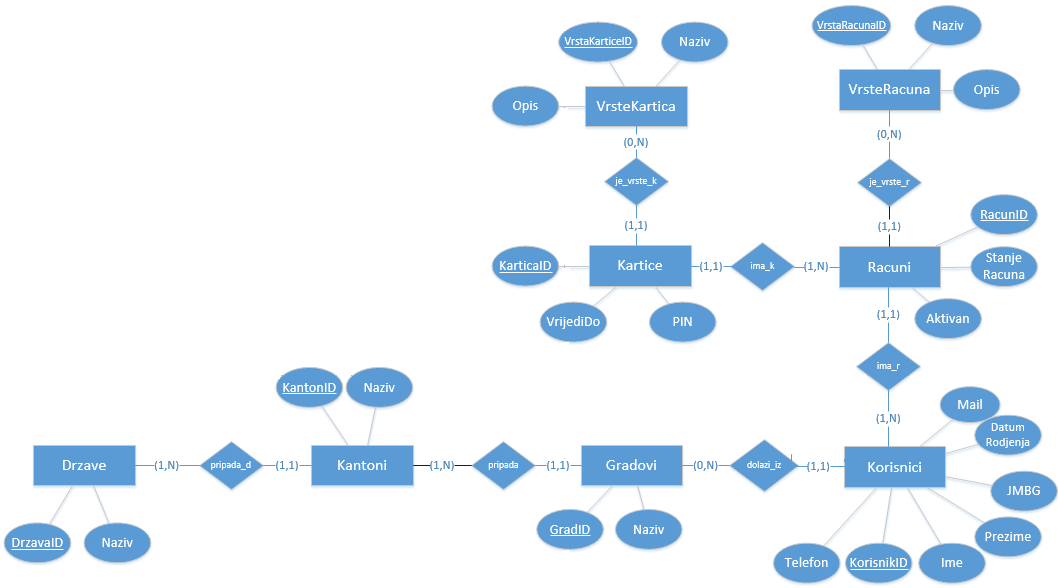 VrstaKarticeID
Naziv
Opis
VrsteKartica
(0,N)
je_vrste_k
(1,1)
VrstaRacunaID
Naziv
VrsteRacuna
Opis
(0,N)
je_vrste_r
(1,1)
KarticaID
Kartice
(1,1)
ima_k
(1,N)
Racuni
RacunID
Stanje
Racuna
Aktivan
VrijediDo
PIN
(1,1)
ima_r
(1,N)
KantonID
Naziv
Drzave
(1,N)
pripada_d
(1,1)
Kantoni
(1,N)
pripada
(1,1)
Gradovi
(0,N)
dolazi_iz
(1,1)
Korisnici
Mail
Datum
Rodjenja
JMBG
Prezime
DrzavaID
Naziv
GradID
Naziv
Telefon
KorisnikID
Ime